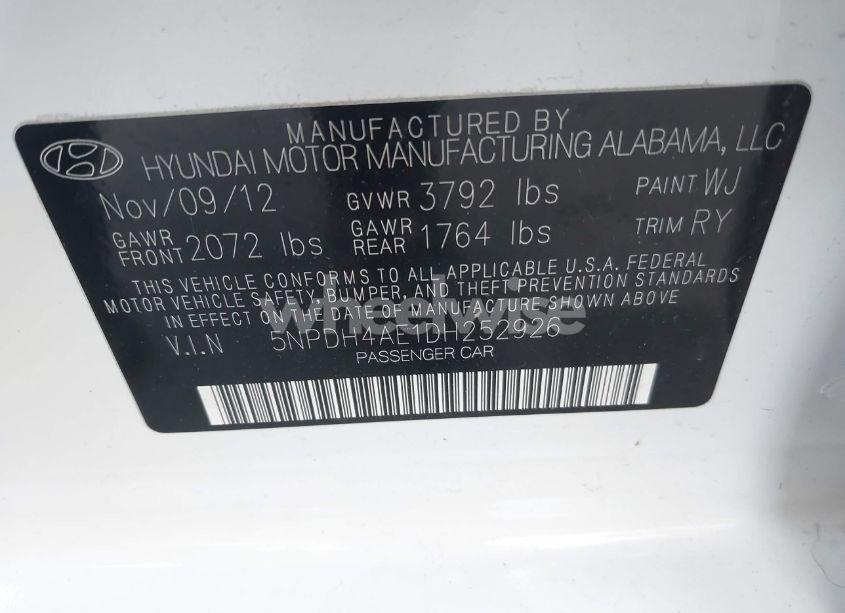 MANUFACTURED BY
HYUNDAI MOTOR MANUFACTURING ALABAMA, LLC
Nov/09/12 GVWR 3792 lbs PAINT WJ
GAWR FRONT 2072 lbs GAWR REAR 1764 lbs TRIM RY
THIS VEHICLE CONFORMS TO ALL APPLICABLE U.S.A. FEDERAL
MOTOR VEHICLE SAFETY, BUMPER, AND THEFT PREVENTION STANDARDS
IN EFFECT ON THE DATE OF MANUFACTURE SHOWN ABOVE
V.I.N 5NPDH4AE1DH252926
PASSENGER CAR
wheelwise